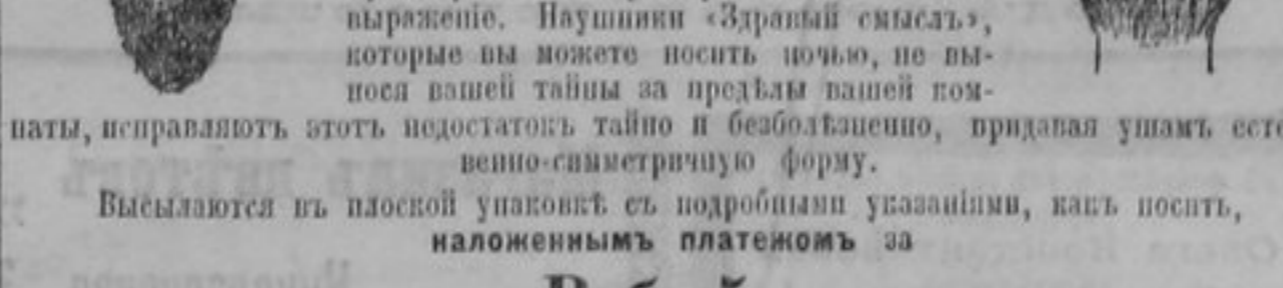 выраженіе. Наушники «Здравый смыслъ»,
которые вы можете носить ночью, не вы-
нося вашей тайны за предѣлы вашей ком-
наты, исправляютъ этотъ недостатокъ тайно и безболѣзненно, придавая ушамъ есте
венно-симметричную форму.
Высылаются въ плоской упаковкѣ съ подробными указаніями, какъ носить,
наложеннымъ платежомъ за